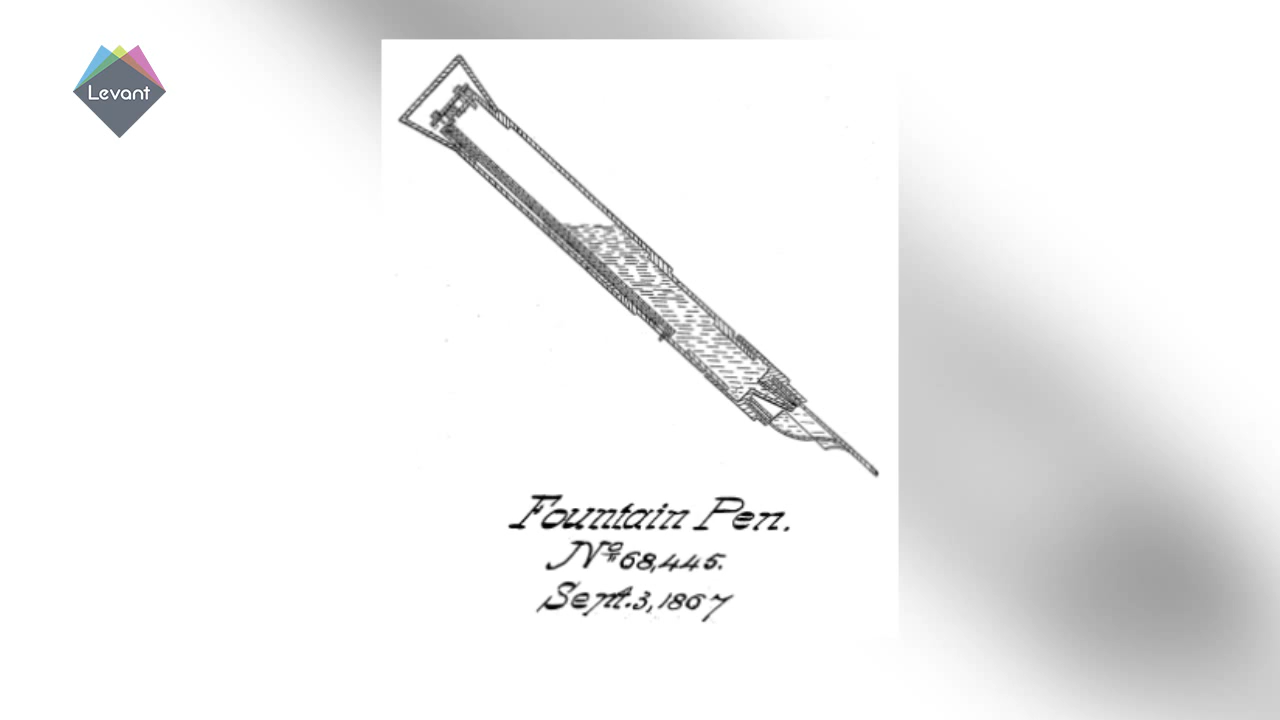 Levant
Fountain Pen.
Nº 68,445.
Sept. 3, 1867